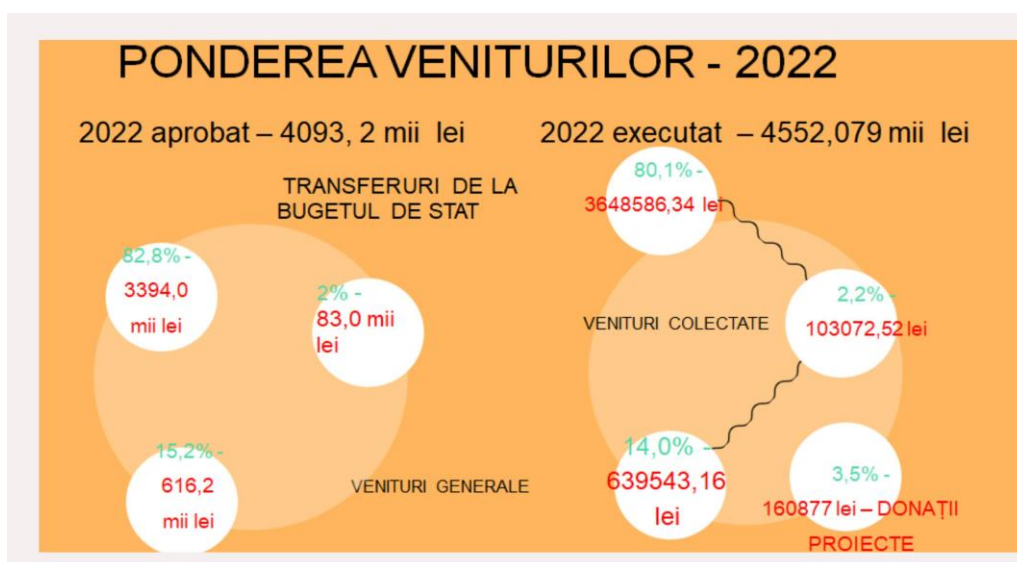 PONDEREA VENITURILOR - 2022
2022 aprobat – 4093, 2 mii lei
2022 executat – 4552,079 mii lei
TRANSFERURI DE LA
BUGETUL DE STAT
82,8% -
3394,0
mii lei
2% -
83,0 mii
lei
15,2% -
616,2
mii lei
VENITURI GENERALE
80,1% -
3648586,34 lei
VENITURI COLECTATE
2,2% -
103072,52 lei
14,0% -
639543,16
lei
3,5% -
160877 lei – DONAȚII
PROIECTE